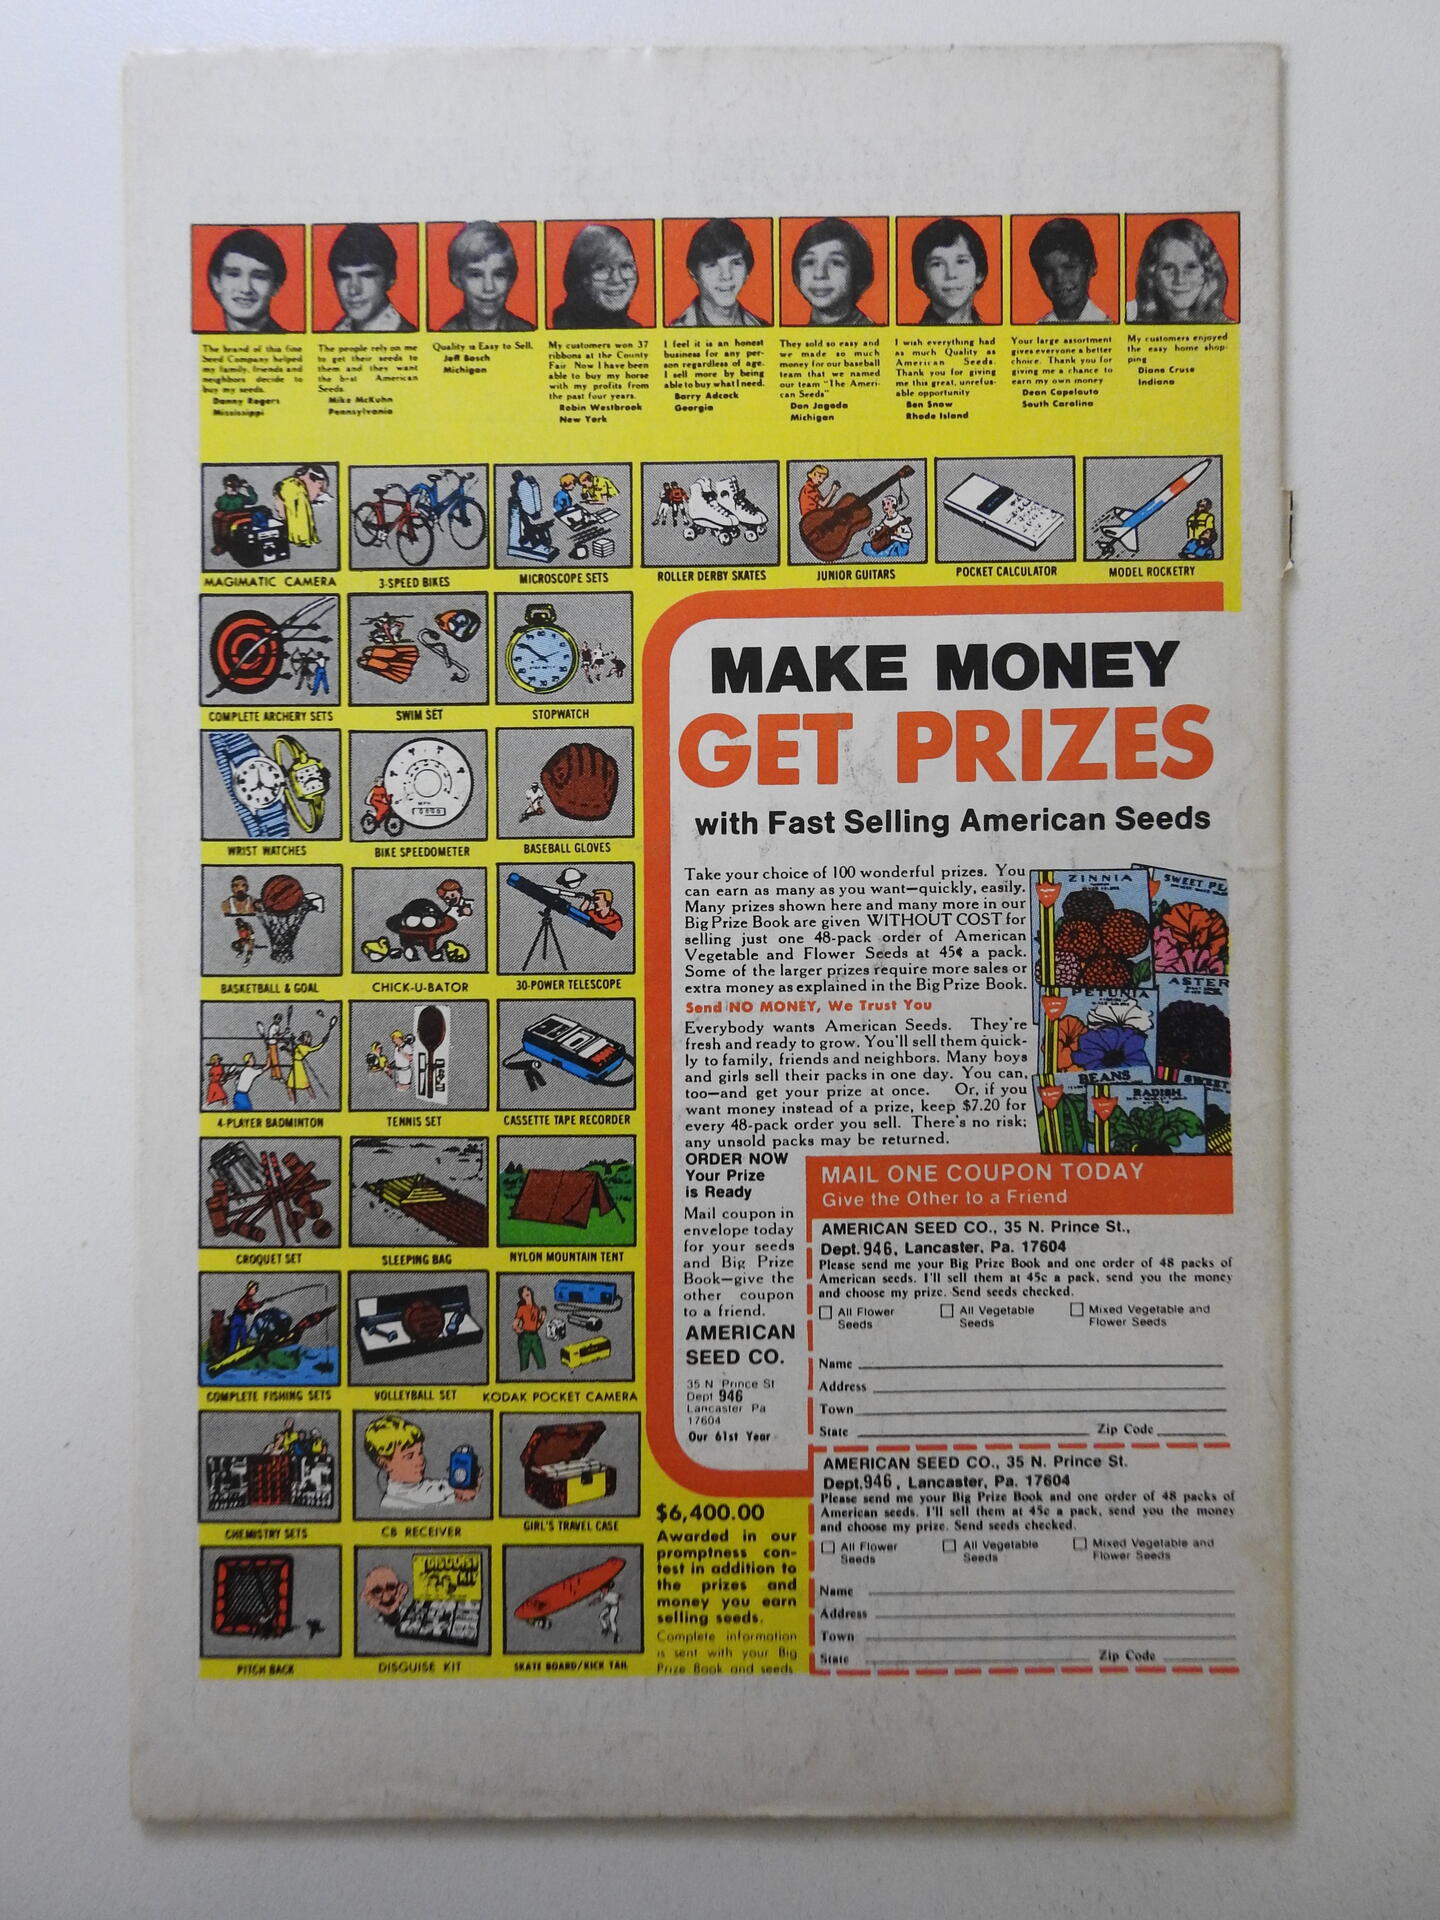 The brand of this fine
Seed Company helped
my family, friends and
neighbors decide to
buy my seeds.
Danny Rogers
Mississippi
The people rely on me
to get their seeds to
them and they want
the best American
Seeds.
Mike McKuhn
Pennsylvania
Quality is Easy to Sell.
Jeff Bosch
Michigan
My customers won 37
ribbons at the County
Fair Now I have been
able to buy my horse
with my profits from
the past four years.
Robin Westbrook
New York
I feel it is an honest
business for any per-
son regardless of age.
I sell more by being
able to buy what I need.
Barry Adcock
Georgia
They sold so easy and
we made so much
money for our baseball
team that we named
our team "The Ameri-
can Seeds"
Dan Jagoda
Michigan
I wish everything had
as much Quality as
American Seeds.
Thank you for giving
me this great, unrefus-
able opportunity
Ben Snow
Rhode Island
Your large assortment
gives everyone a better
choice. Thank you for
giving me a chance to
earn my own money
Dean Capelouto
South Carolina
My customers enjoyed
the easy home shop-
ping
Diane Cruse
Indiana
MAGIMATIC CAMERA
3-SPEED BIKES
MICROSCOPE SETS
ROLLER DERBY SKATES
JUNIOR GUITARS
POCKET CALCULATOR
MODEL ROCKETRY
COMPLETE ARCHERY SETS
SWIM SET
STOPWATCH
WRIST WATCHES
BIKE SPEEDOMETER
BASEBALL GLOVES
BASKETBALL & GOAL
CHICK-U-BATOR
30-POWER TELESCOPE
4-PLAYER BADMINTON
TENNIS SET
CASSETTE TAPE RECORDER
CROQUET SET
SLEEPING BAG
NYLON MOUNTAIN TENT
COMPLETE FISHING SETS
VOLLEYBALL SET
KODAK POCKET CAMERA
CHEMISTRY SETS
CB RECEIVER
GIRL'S TRAVEL CASE
DISGUISE KIT
PITCH BACK
DISGUISE KIT
SKATE BOARD/KICK TAIL
MAKE MONEY
GET PRIZES
with Fast Selling American Seeds
Take your choice of 100 wonderful prizes. You
can earn as many as you want—quickly, easily.
Many prizes shown here and many more in our
Big Prize Book are given WITHOUT COST for
selling just one 48-pack order of American
Vegetable and Flower Seeds at 45¢ a pack.
Some of the larger prizes require more sales or
extra money as explained in the Big Prize Book.
Send NO MONEY, We Trust You
Everybody wants American Seeds. They're
fresh and ready to grow. You'll sell them quick-
ly to family, friends and neighbors. Many boys
and girls sell their packs in one day. You can,
too—and get your prize at once. Or, if you
want money instead of a prize, keep $7.20 for
every 48-pack order you sell. There's no risk;
any unsold packs may be returned.
ZINNIA
SWEET PE
ASTER
PETUNIA
BEANS
SWEET
RADISH
ORDER NOW
Your Prize
is Ready
Mail coupon in
envelope today
for your seeds
and Big Prize
Book—give the
other coupon
to a friend.
AMERICAN
SEED CO.
35 N Prince St
Dept 946
Lancaster Pa
17604
Our 61st Year
$6,400.00
Awarded in our
promptness con-
test in addition to
the prizes and
money you earn
selling seeds.
Complete information
is sent with your Big
Prize Book and seeds
MAIL ONE COUPON TODAY
Give the Other to a Friend
AMERICAN SEED CO., 35 N. Prince St.,
Dept. 946, Lancaster, Pa. 17604
Please send me your Big Prize Book and one order of 48 packs of
American seeds. I'll sell them at 45c a pack, send you the money
and choose my prize. Send seeds checked.
All Flower Seeds
All Vegetable Seeds
Mixed Vegetable and Flower Seeds
Name
Address
Town
State Zip Code
AMERICAN SEED CO., 35 N. Prince St.
Dept. 946, Lancaster, Pa. 17604
Please send me your Big Prize Book and one order of 48 packs of
American seeds. I'll sell them at 45c a pack, send you the money
and choose my prize. Send seeds checked.
All Flower Seeds
All Vegetable Seeds
Mixed Vegetable and Flower Seeds
Name
Address
Town
State Zip Code